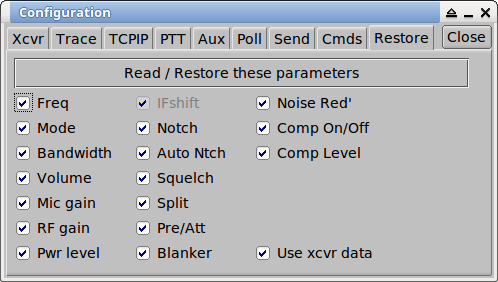 Configuration
Xcvr Trace TCPIP PTT Aux Poll Send Cmds Restore Close
Read / Restore these parameters
Freq IFshift Noise Red'
Mode Notch Comp On/Off
Bandwidth Auto Ntch Comp Level
Volume Squelch
Mic gain Split
RF gain Pre/Att
Pwr level Blanker Use xcvr data